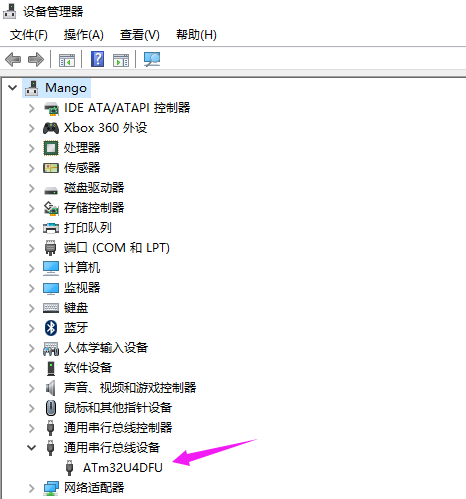 设备管理器
文件(F) 操作(A) 查看(V) 帮助(H)
Mango
IDE ATA/ATAPI 控制器
Xbox 360 外设
处理器
传感器
磁盘驱动器
存储控制器
打印队列
端口 (COM 和 LPT)
计算机
监视器
键盘
蓝牙
人体学输入设备
软件设备
声音、视频和游戏控制器
鼠标和其他指针设备
通用串行总线控制器
通用串行总线设备
ATm32U4DFU
网络适配器